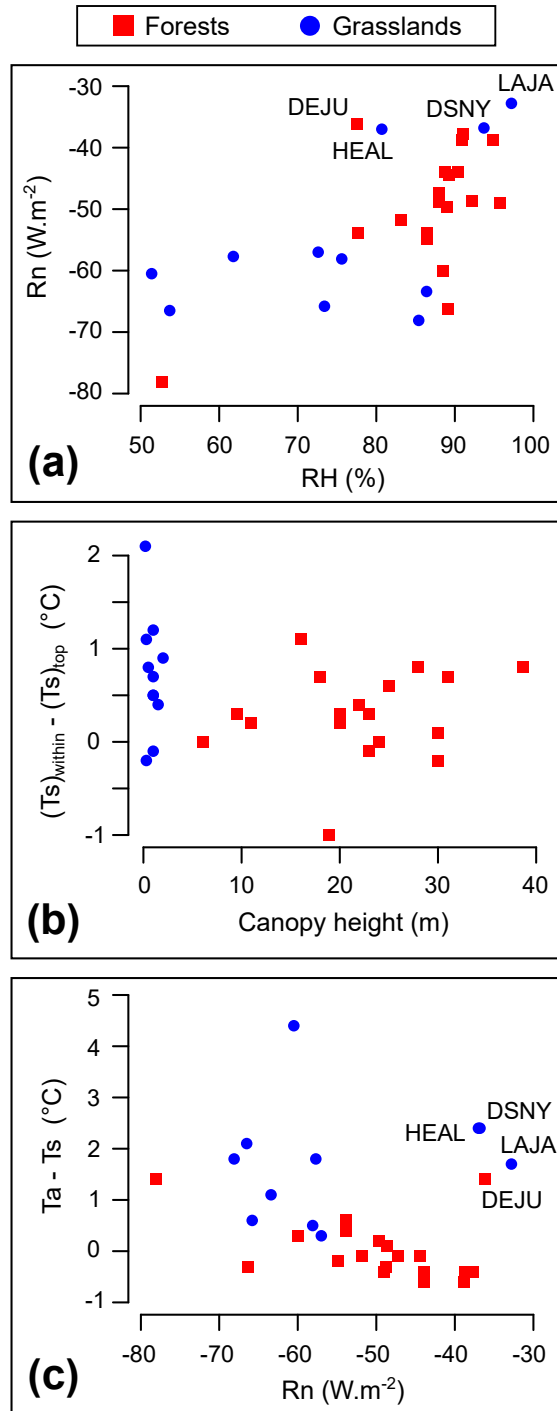 Forests Grasslands
-30
-40
-50
-60
-70
-80
Rn (W.m-2)
DEJU
HEAL
DSNY
LAJA
50 60 70 80 90 100
RH (%)
(a)
2
1
0
-1
(Ts)within - (Ts)top (°C)
0 10 20 30 40
Canopy height (m)
(b)
5
4
3
2
1
0
-1
Ta - Ts (°C)
HEAL
DSNY
LAJA
DEJU
-80 -70 -60 -50 -40 -30
Rn (W.m-2)
(c)